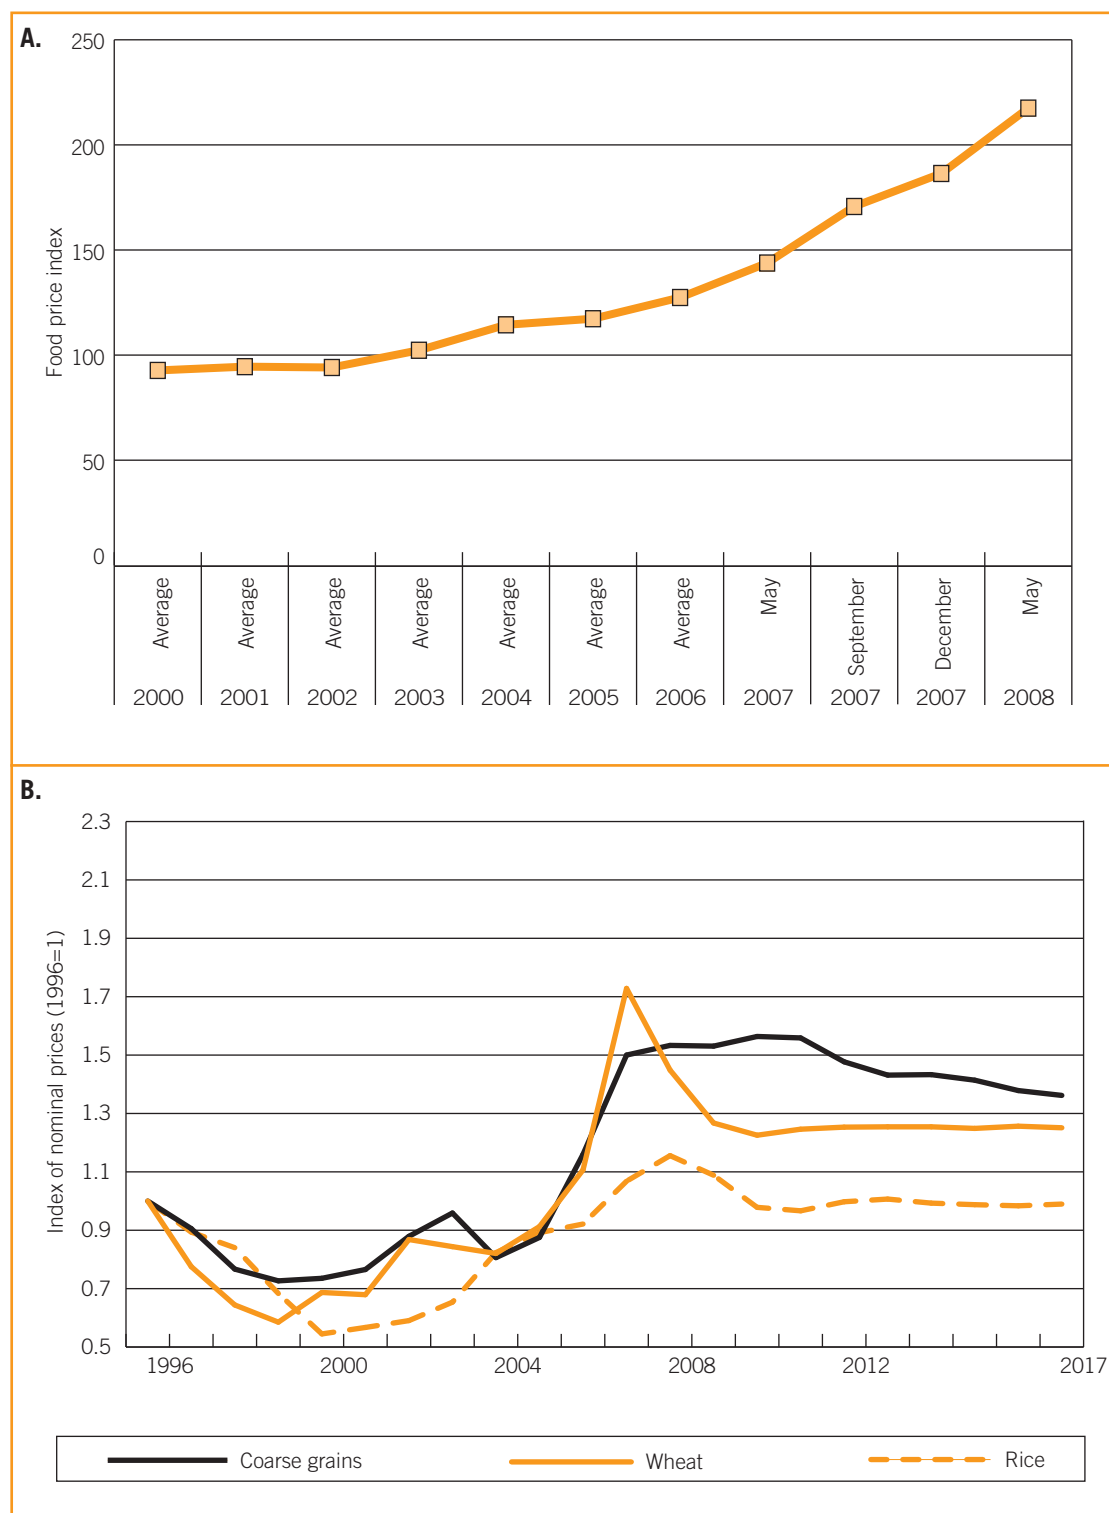 A.
250
200
150
100
50
0
Food price index
Average Average Average Average Average Average Average May September December May
2000 2001 2002 2003 2004 2005 2006 2007 2007 2007 2008
B.
2.3
2.1
1.9
1.7
1.5
1.3
1.1
0.9
0.7
0.5
Index of nominal prices (1996=1)
1996 2000 2004 2008 2012 2017
Coarse grains Wheat Rice